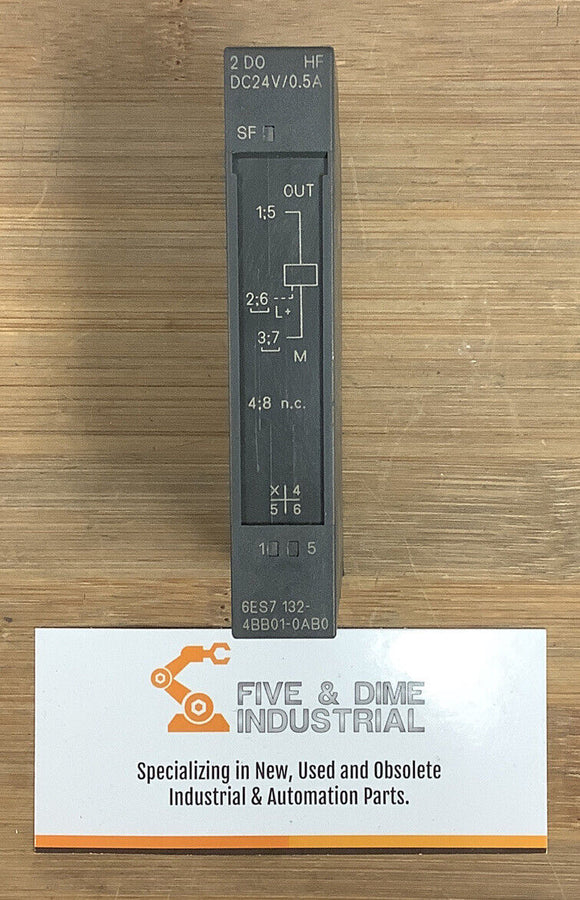 2 DO HF
DC24V/0.5A
SF
OUT
1;5
2;6
L+
3;7
M
4;8 n.c.
X 4
5 6
1 5
6ES7 132-
4BB01-0AB0
FIVE & DIME
INDUSTRIAL
Specializing in New, Used and Obsolete
Industrial & Automation Parts.